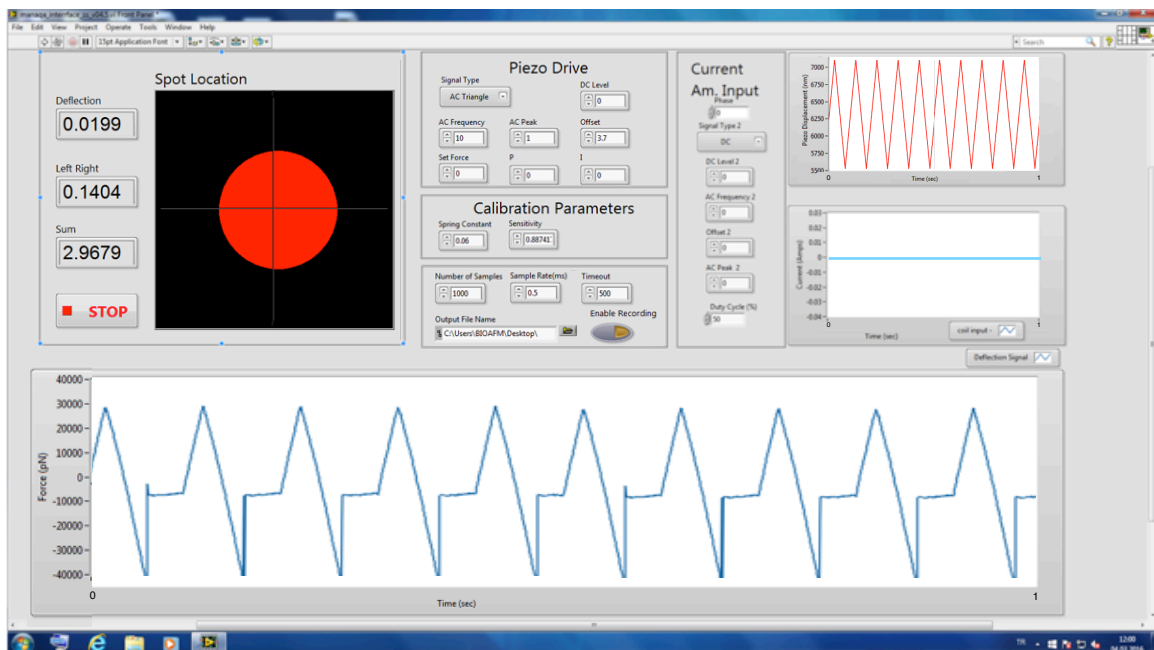 manaqa_interrface_ss_v04.5.vi Front Panel *
File Edit View Project Operate Tools Window Help
15pt Application Font
Search
Spot Location
Deflection
0.0199
Left Right
0.1404
Sum
2.9679
STOP
Piezo Drive
Signal Type
DC Level
AC Triangle
0
AC Frequency AC Peak Offset
10 1 3.7
Set Force P I
0 0 0
Calibration Parameters
Spring Constant Sensitivity
0.06 0.88741
Number of Samples Sample Rate(ms) Timeout
1000 0.5 500
Output File Name Enable Recording
C:\Users\BIOAFM\Desktop\
Current
Am. Input
Phase
0
Signal Type 2
DC
DC Level 2
0
AC Frequency 2
0
Offset 2
0
AC Peak 2
0
Duty Cycle (%)
50
Piezo Displacement (nm)
7000
6750
6500
6250
6000
5750
5500
0 1
Time (sec)
Current (Amps)
0.03
0.02
0.01
0
-0.01
-0.02
-0.03
-0.04
0 1
Time (sec)
coil input -
Deflection Signal
Force (pN)
40000
30000
20000
10000
0
-10000
-20000
-30000
-40000
0 1
Time (sec)
TR
12:00
04.03.2016